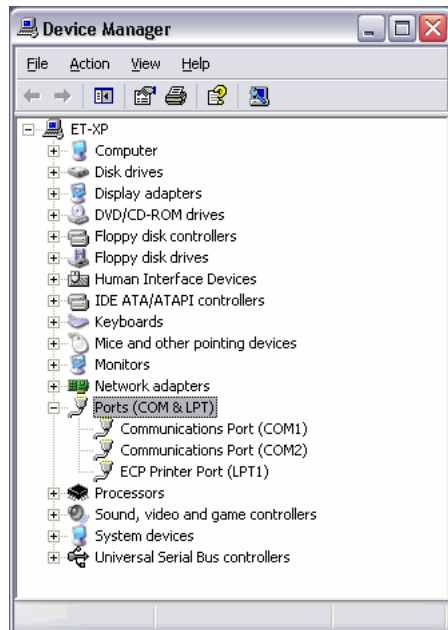 Device Manager
File Action View Help
ET-XP
Computer
Disk drives
Display adapters
DVD/CD-ROM drives
Floppy disk controllers
Floppy disk drives
Human Interface Devices
IDE ATA/ATAPI controllers
Keyboards
Mice and other pointing devices
Monitors
Network adapters
Ports (COM & LPT)
Communications Port (COM1)
Communications Port (COM2)
ECP Printer Port (LPT1)
Processors
Sound, video and game controllers
System devices
Universal Serial Bus controllers